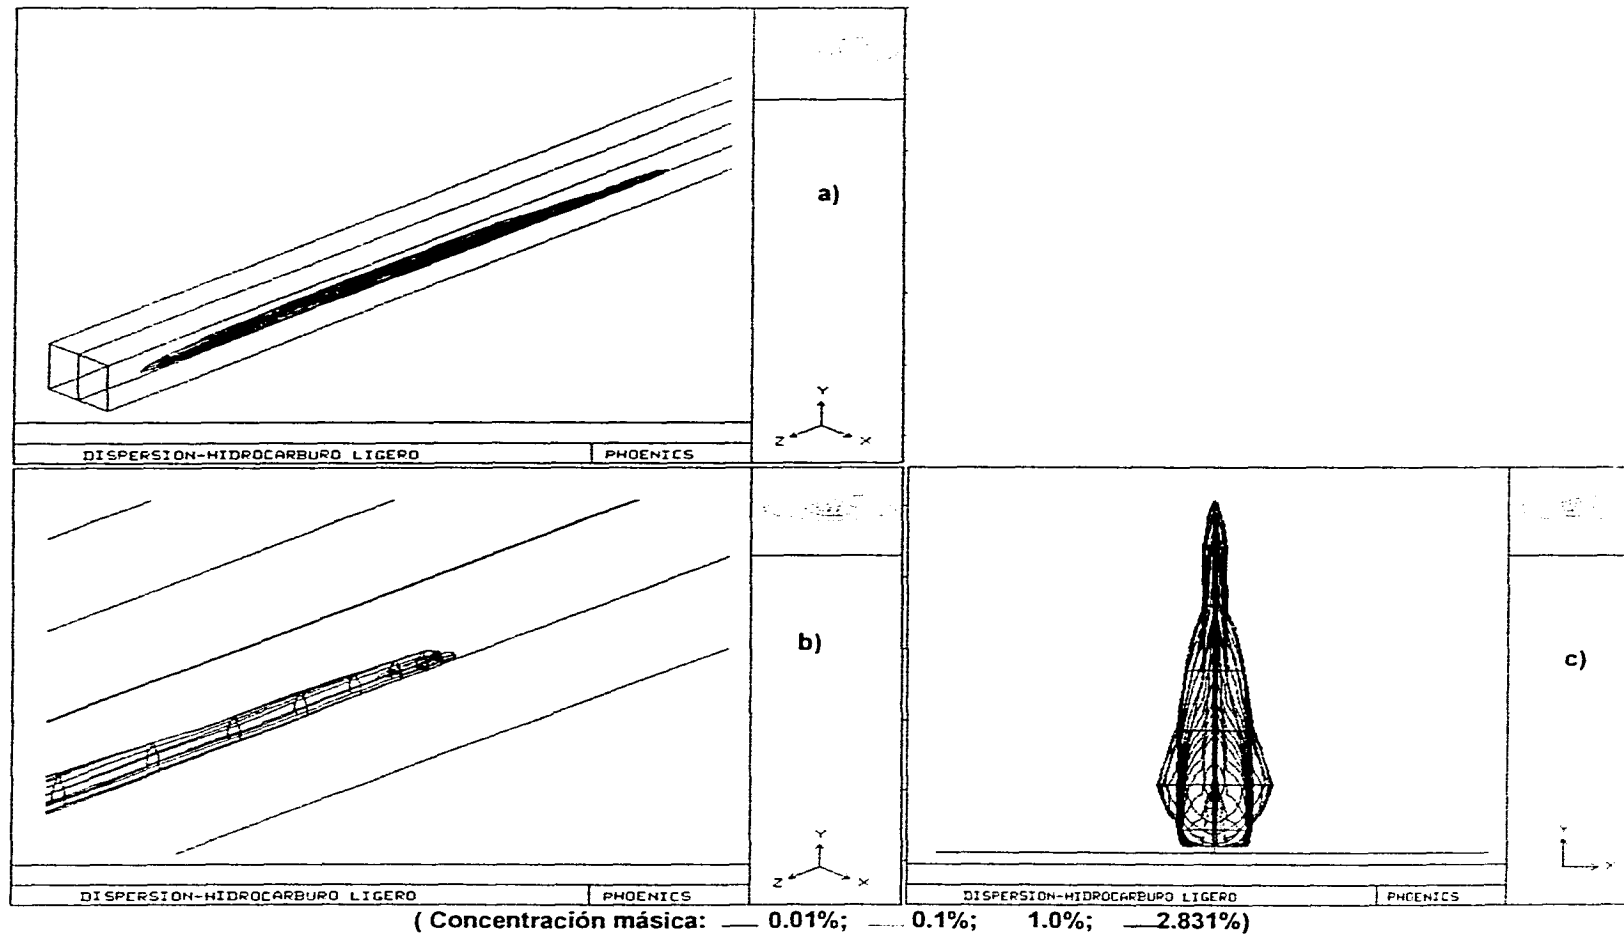 a)
Y
Z X
DISPERSION-HIDROCARBURO LIGERO PHOENICS
b)
Y
Z X
DISPERSION-HIDROCARBURO LIGERO PHOENICS
c)
Y
X
DISPERSION-HIDROCARBURO LIGERO PHOENICS
( Concentración másica: 0.01%; 0.1%; 1.0%; 2.831%)